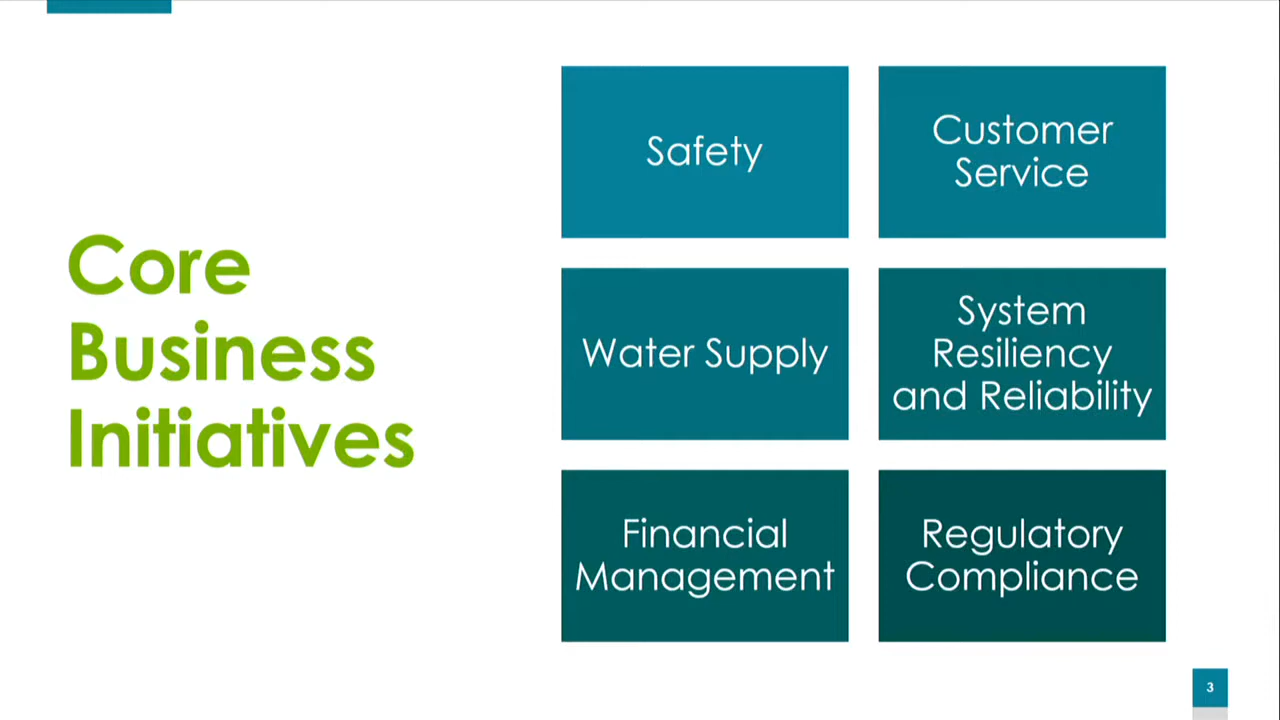 Core
Business
Initiatives
Safety
Customer
Service
Water Supply
System
Resiliency
and Reliability
Financial
Management
Regulatory
Compliance
3